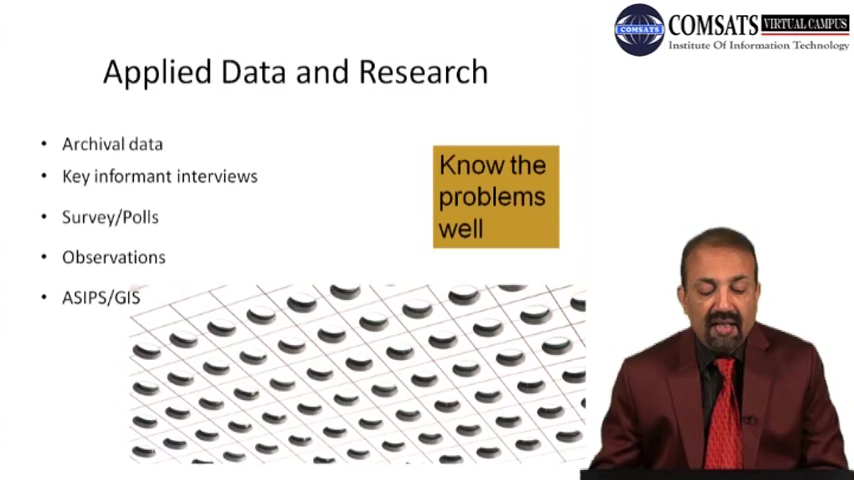 COMSATS VIRTUAL CAMPUS
COMSATS
Institute Of Information Technology
Applied Data and Research
• Archival data
• Key informant interviews
• Survey/Polls
• Observations
• ASIPS/GIS
Know the
problems
well